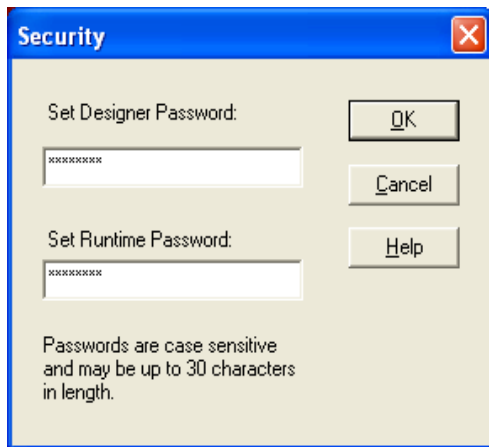 Security
Set Designer Password:
OK
********
Cancel
Set Runtime Password:
Help
********
Passwords are case sensitive
and may be up to 30 characters
in length.